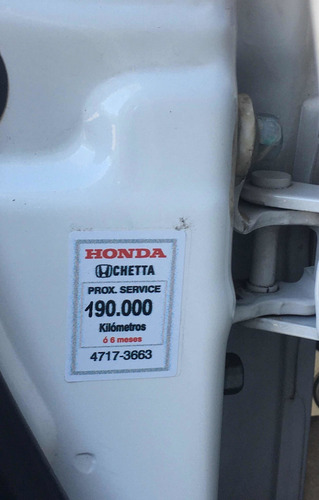 HONDA
CHETTA
PROX. SERVICE
190.000
Kilómetros
ó 6 meses
4717-3663